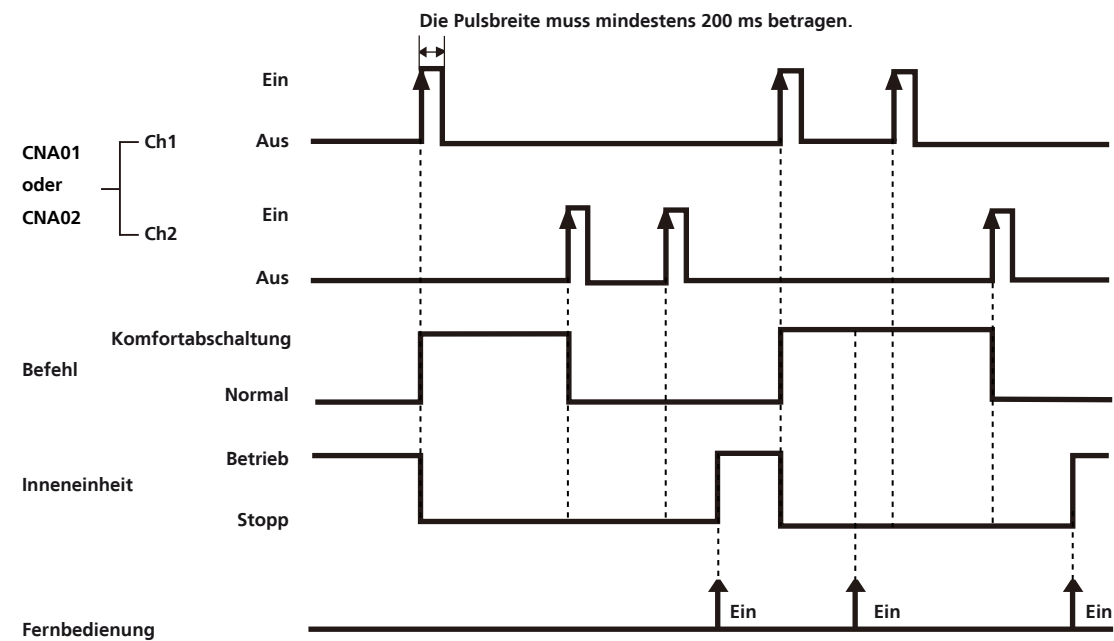 Die Pulsbreite muss mindestens 200 ms betragen.
Ein
CNA01
oder
CNA02
Ch1
Aus
Ein
Ch2
Aus
Komfortabschaltung
Befehl
Normal
Betrieb
Inneneinheit
Stopp
Ein
Ein
Ein
Fernbedienung